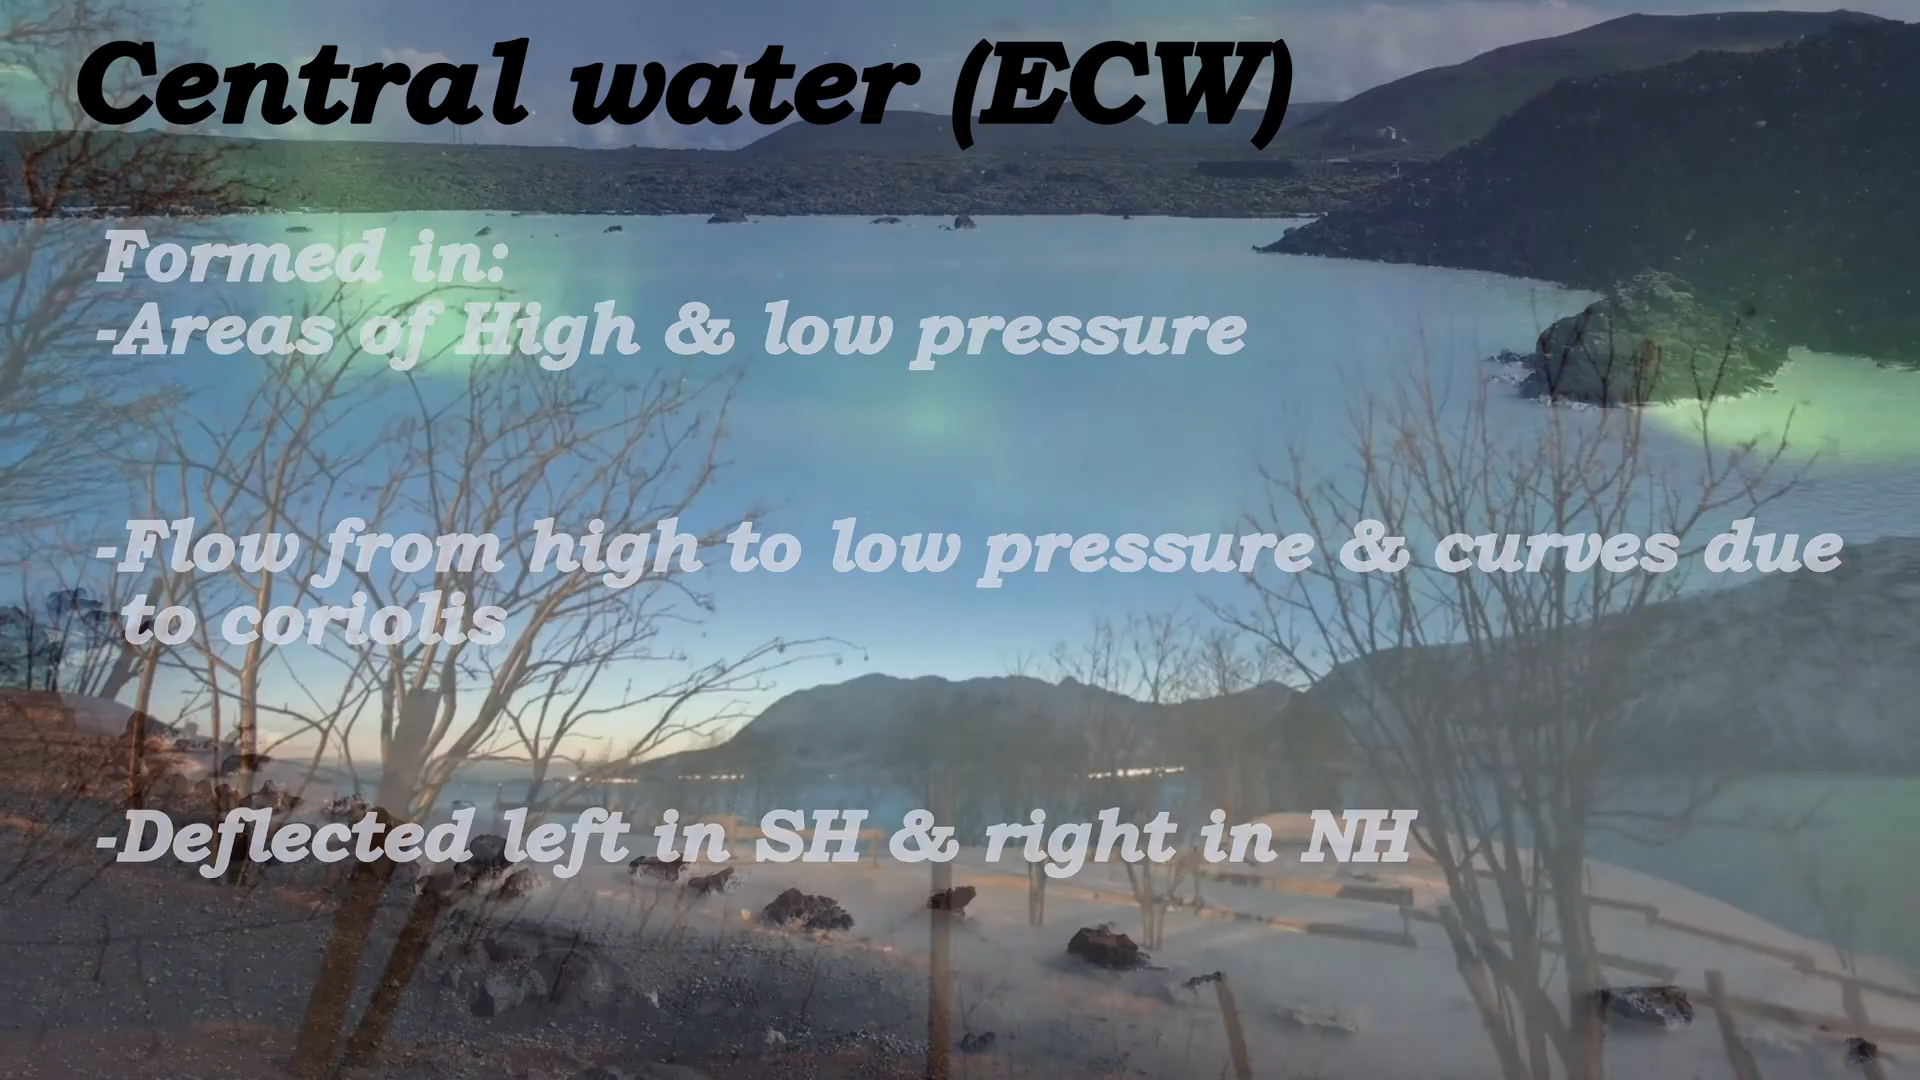 Central water (ECW)
Formed in:
-Areas of High & low pressure
-Flow from high to low pressure & curves due
to coriolis
-Deflected left in SH & right in NH